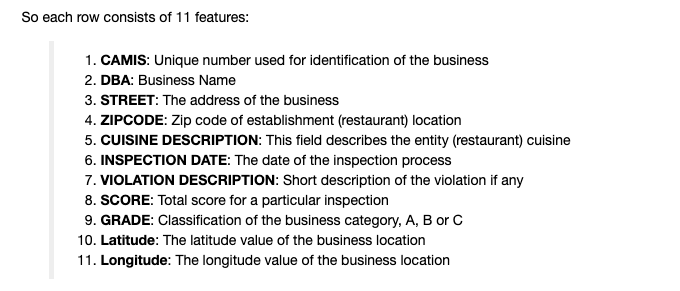 So each row consists of 11 features:
1. CAMIS: Unique number used for identification of the business
2. DBA: Business Name
3. STREET: The address of the business
4. ZIPCODE: Zip code of establishment (restaurant) location
5. CUISINE DESCRIPTION: This field describes the entity (restaurant) cuisine
6. INSPECTION DATE: The date of the inspection process
7. VIOLATION DESCRIPTION: Short description of the violation if any
8. SCORE: Total score for a particular inspection
9. GRADE: Classification of the business category, A, B or C
10. Latitude: The latitude value of the business location
11. Longitude: The longitude value of the business location